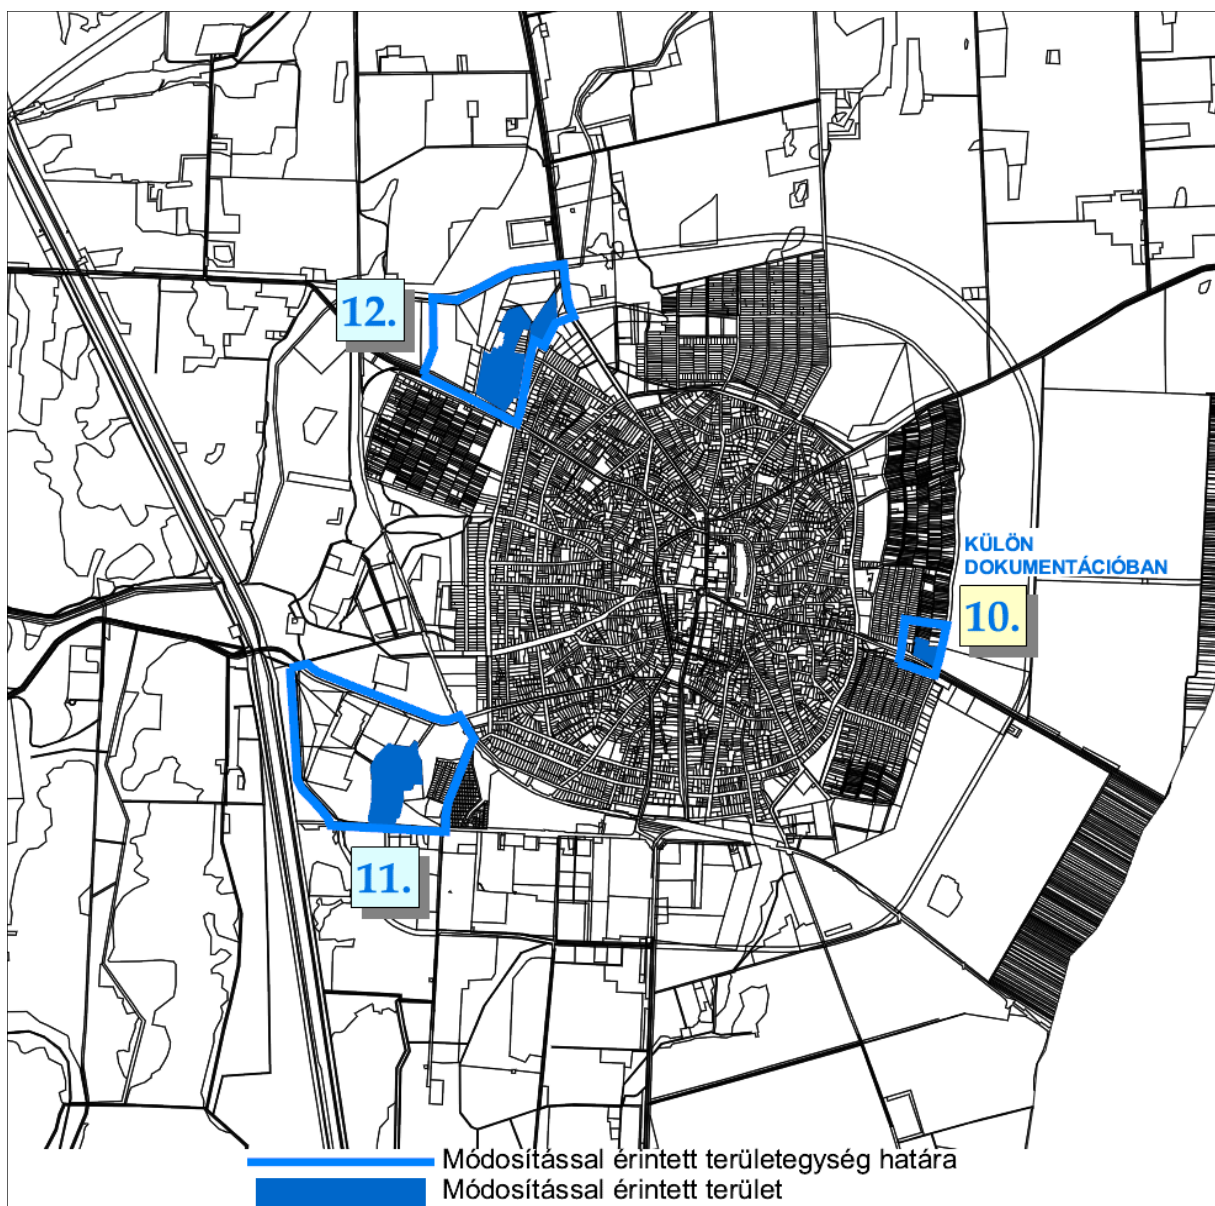 12.
KÜLÖN
DOKUMENTÁCIÓBAN
10.
11.
Módosítással érintett területegység határa
Módosítással érintett terület